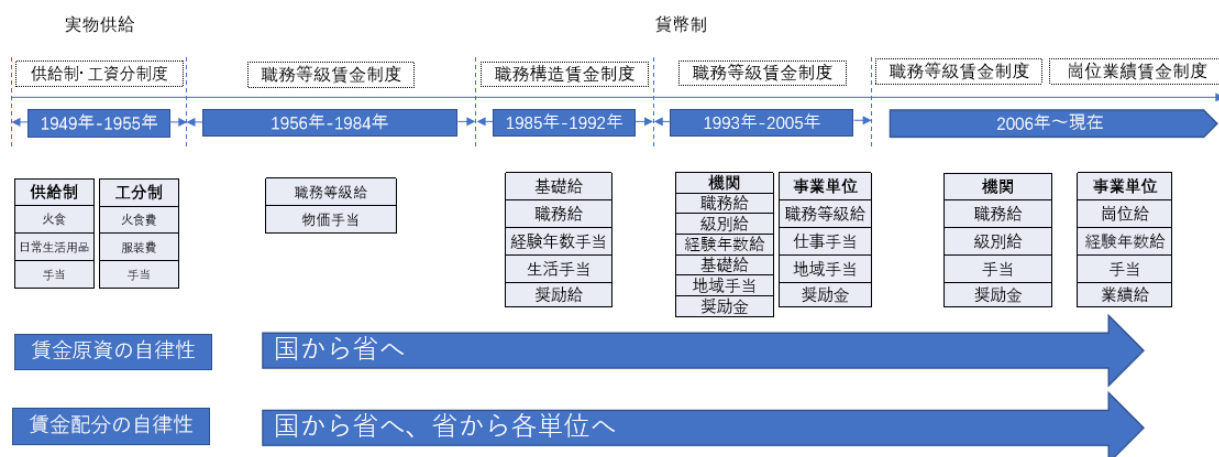 実物供給
貨幣制
供給制・工資分制度
職務等級賃金制度
職務構造賃金制度
職務等級賃金制度
職務等級賃金制度
崗位業績賃金制度
1949年-1955年
1956年-1984年
1985年-1992年
1993年-2005年
2006年～現在
供給制
火食
日常生活用品
手当
工分制
火食費
服装費
手当
職務等級給
物価手当
基礎給
職務給
経験年数手当
生活手当
奨励給
機関
職務給
級別給
経験年数給
基礎給
地域手当
奨励金
事業単位
職務等級給
仕事手当
地域手当
奨励金
機関
職務給
級別給
手当
奨励金
事業単位
崗位給
経験年数給
手当
業績給
賃金原資の自律性
国から省へ
賃金配分の自律性
国から省へ、省から各単位へ